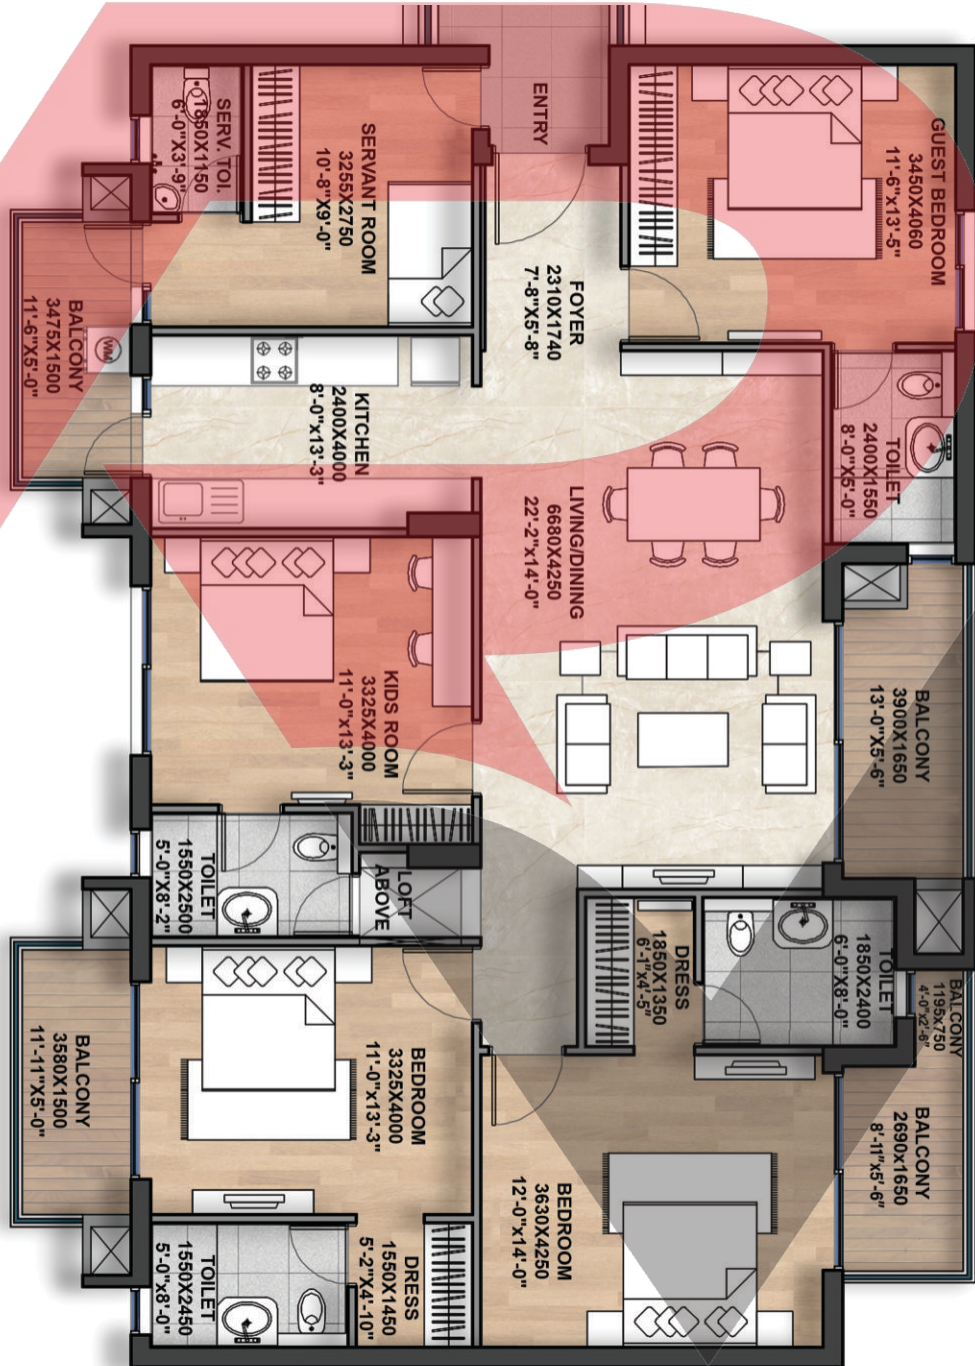 ENTRY
SERV. TOI.
1850X1150
6'-0"X3'-9"
SERVANT ROOM
3255X2750
10'-8"X9'-0"
GUEST BEDROOM
3450X4060
11'-6"x13'-5"
FOYER
2310X1740
7'-8"X5'-8"
BALCONY
3475X1500
11'-6"X5'-0"
WM
KITCHEN
2400X4000
8'-0"x13'-3"
TOILET
2400X1550
8'-0"X5'-0"
LIVING/DINING
6680X4250
22'-2"x14'-0"
KIDS ROOM
3325X4000
11'-0"x13'-3"
BALCONY
3900X1650
13'-0"X5'-6"
TOILET
1550X2500
5'-0"X8'-2"
LOFT
ABOVE
DRESS
1850X1350
6'-1"x4'-5"
TOILET
1850X2400
6'-0"X8'-0"
BALCONY
1195x750
4'-0"x2'-6"
BALCONY
3580X1500
11'-11"X5'-0"
BEDROOM
3325X4000
11'-0"x13'-3"
BEDROOM
3630X4250
12'-0"x14'-0"
BALCONY
2690x1650
8'-11"x5'-6"
TOILET
1550X2450
5'-0"x8'-0"
DRESS
1550X1450
5'-2"X4'-10"